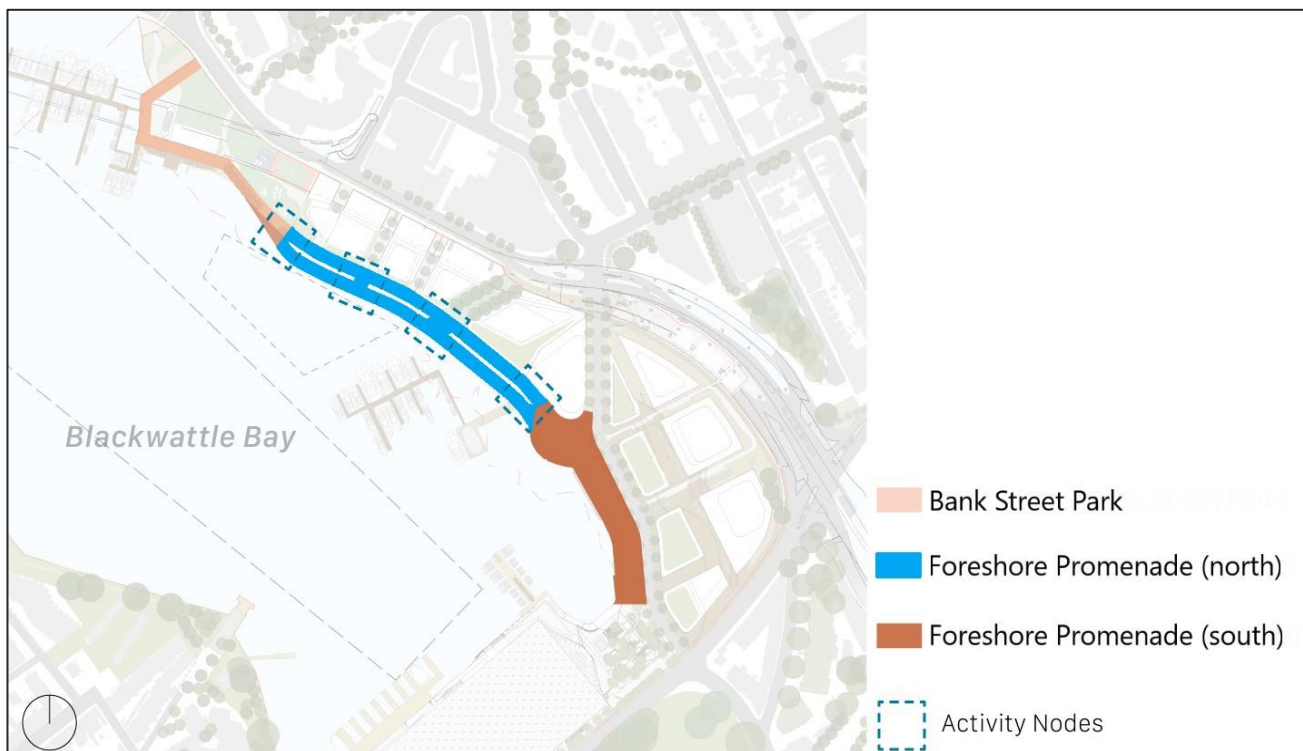 Blackwattle Bay
Bank Street Park
Foreshore Promenade (north)
Foreshore Promenade (south)
Activity Nodes